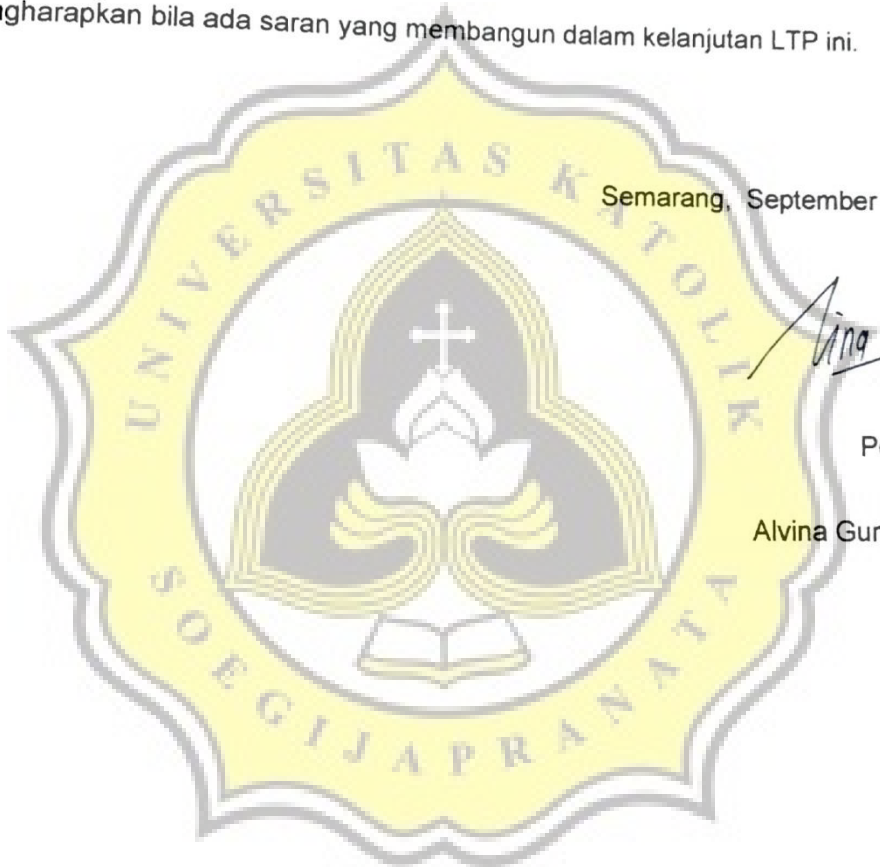 ngharapkan bila ada saran yang membangun dalam kelanjutan LTP ini.
Semarang, September
Alvina Gur
UNIVERSITAS KATOLIK
SOEGIJAPRANATA